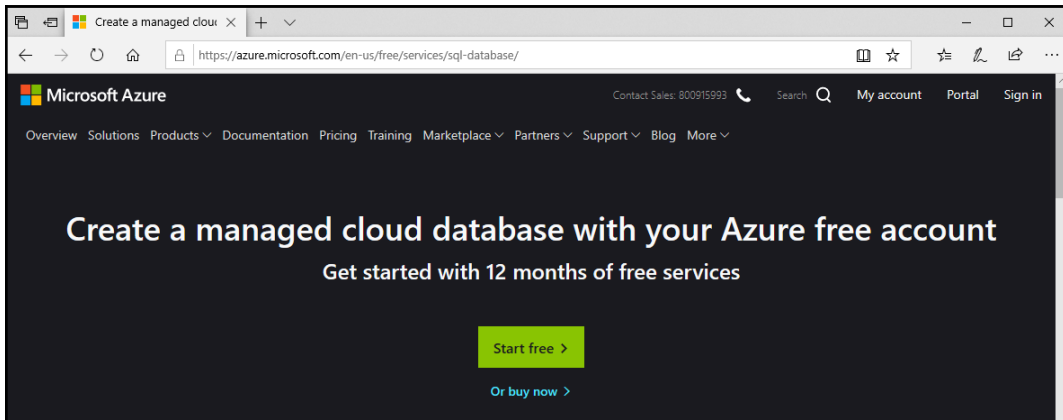 Create a managed clou
https://azure.microsoft.com/en-us/free/services/sql-database/
Microsoft Azure Contact Sales: 800915993 Search My account Portal Sign in
Overview Solutions Products Documentation Pricing Training Marketplace Partners Support Blog More
Create a managed cloud database with your Azure free account
Get started with 12 months of free services
Start free
Or buy now